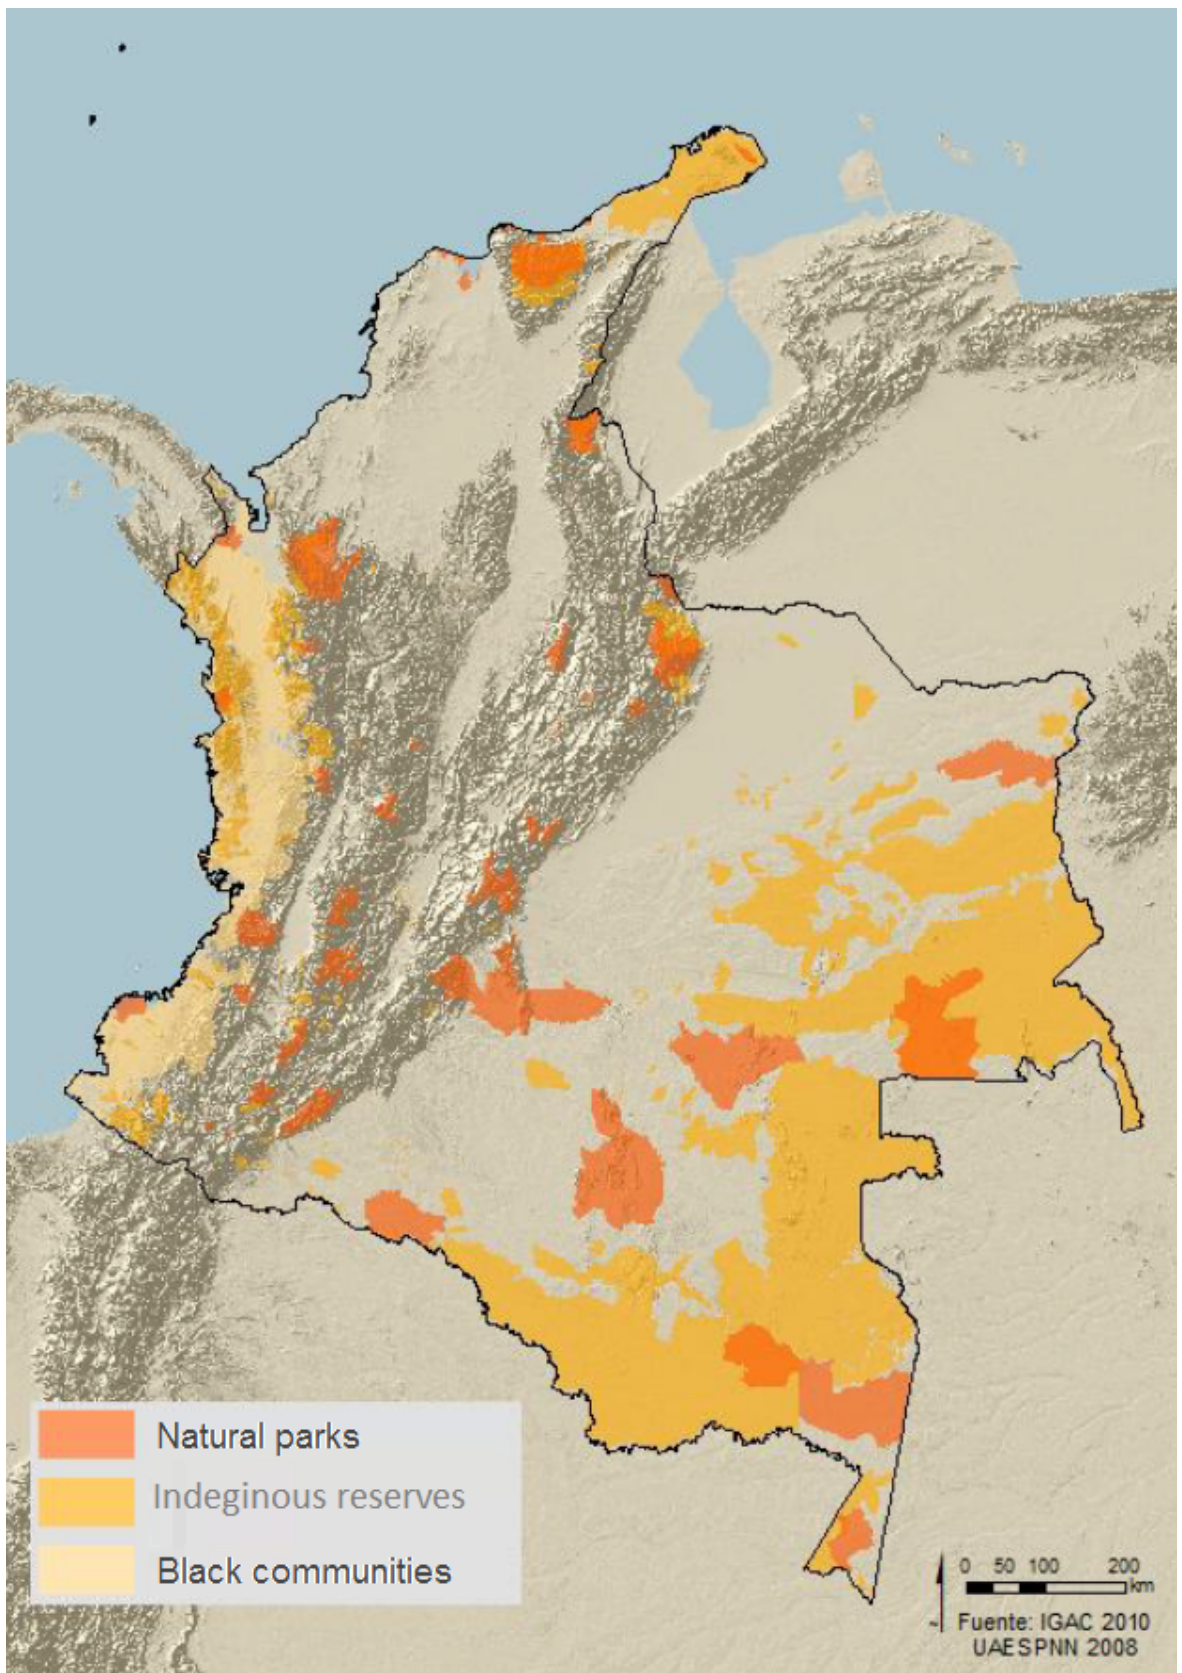 Natural parks
Indeginous reserves
Black communities
0 50 100 200
km
Fuente: IGAC 2010
UAESPNN 2008